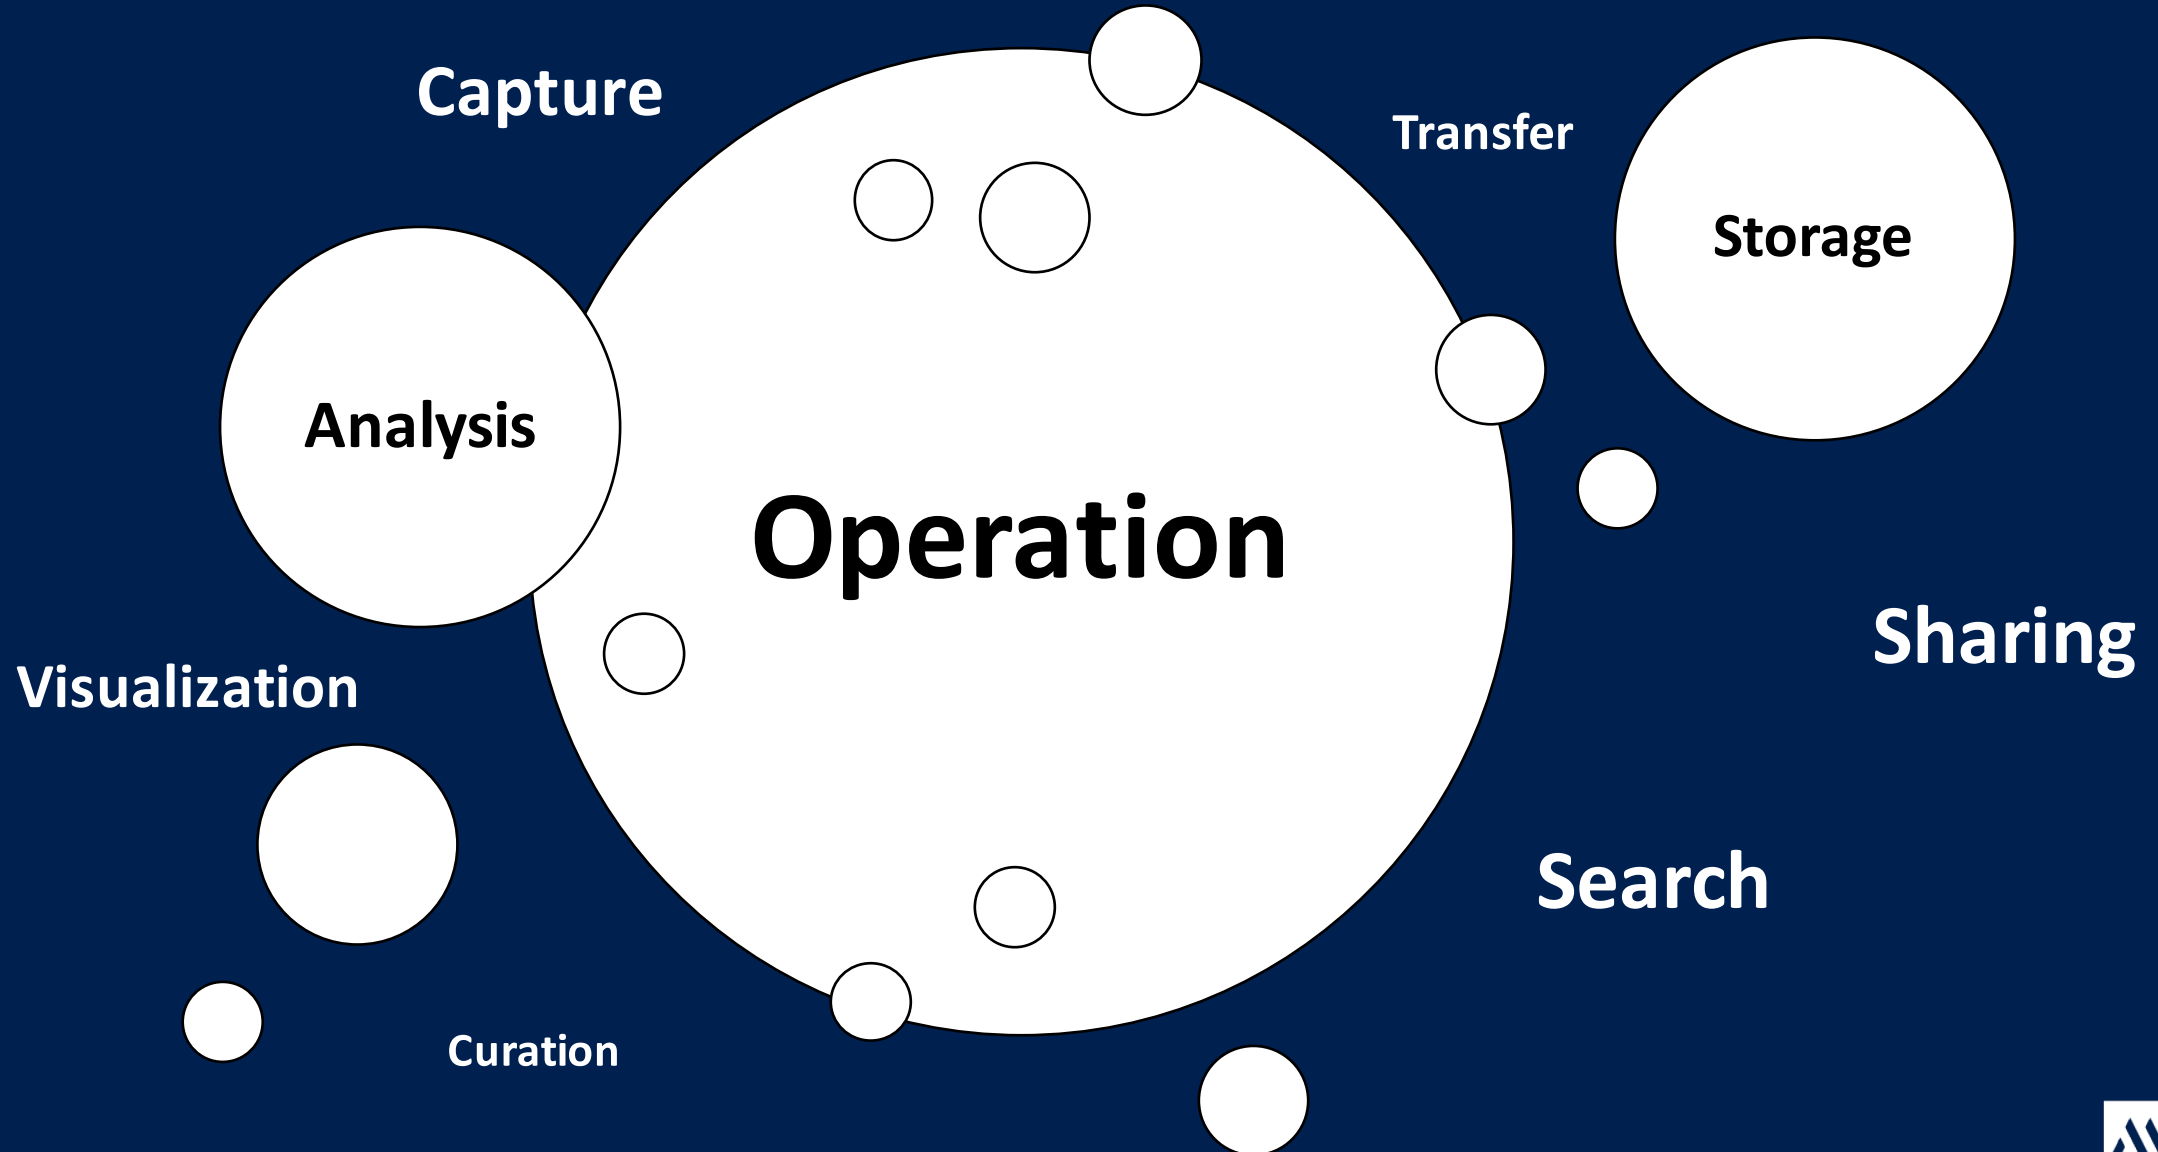 Capture
Transfer
Storage
Analysis
Operation
Sharing
Visualization
Search
Curation